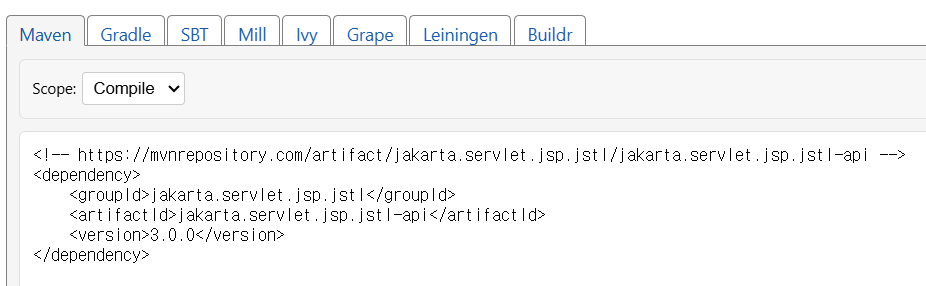 Maven Gradle SBT Mill Ivy Grape Leiningen Buildr
Scope: Compile
<!-- https://mvnrepository.com/artifact/jakarta.servlet.jsp.jstl/jakarta.servlet.jsp.jstl-api -->
<dependency>
    <groupId>jakarta.servlet.jsp.jstl</groupId>
    <artifactId>jakarta.servlet.jsp.jstl-api</artifactId>
    <version>3.0.0</version>
</dependency>